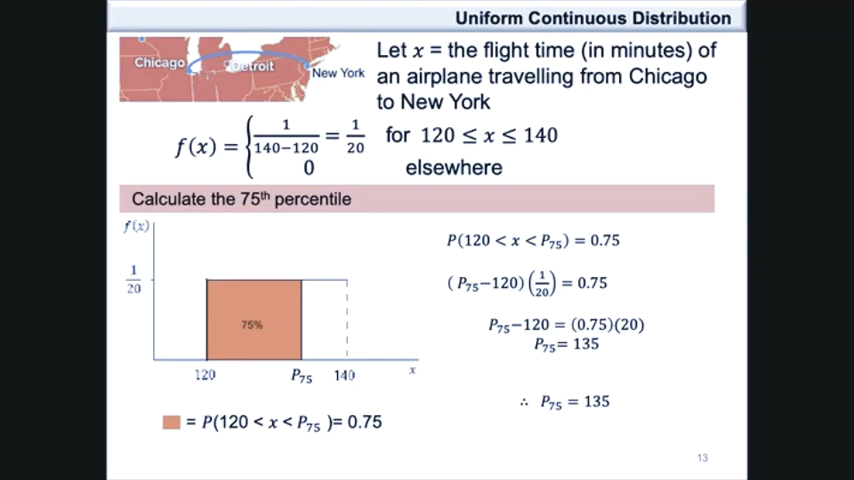 Uniform Continuous Distribution
Chicago
Detroit
New York
Let x = the flight time (in minutes) of
an airplane travelling from Chicago
to New York
f(x) = { 1/(140−120) = 1/20 for 120 ≤ x ≤ 140
0 elsewhere
Calculate the 75th percentile
f(x)
1/20
75%
120 P₇₅ 140 x
= P(120 < x < P₇₅ )= 0.75
P(120 < x < P₇₅) = 0.75
( P₇₅−120)(1/20) = 0.75
P₇₅−120 = (0.75)(20)
P₇₅= 135
∴ P₇₅ = 135
13